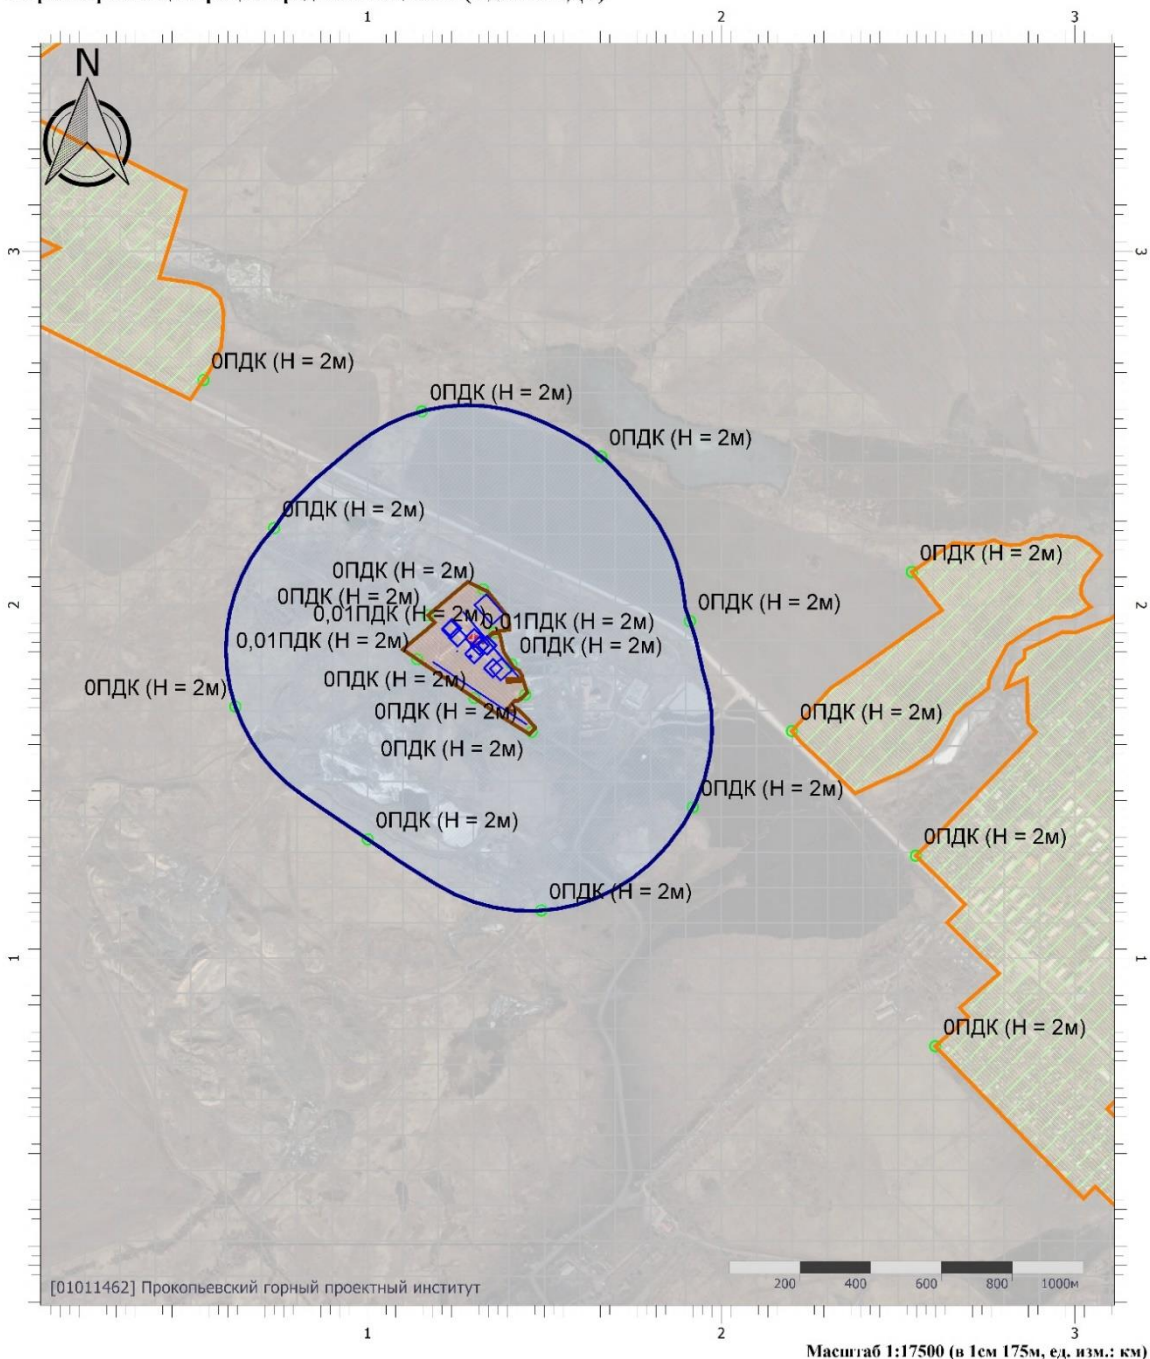 1 2 3
N
3 3
0ПДК (Н = 2м)
0ПДК (Н = 2м)
0ПДК (Н = 2м)
0ПДК (Н = 2м)
0ПДК (Н = 2м)
0ПДК (Н = 2м)
0ПДК (Н = 2м)
2 2
0ПДК (Н = 2м)
0,01ПДК (Н = 2м)
0,01ПДК (Н = 2м)
0,01ПДК (Н = 2м)
0ПДК (Н = 2м)
0ПДК (Н = 2м)
0ПДК (Н = 2м)
0ПДК (Н = 2м)
0ПДК (Н = 2м)
0ПДК (Н = 2м)
0ПДК (Н = 2м)
0ПДК (Н = 2м)
0ПДК (Н = 2м)
0ПДК (Н = 2м)
1 1
0ПДК (Н = 2м)
[01011462] Прокопьевский горный проектный институт
200 400 600 800 1000м
1 2 3
Масштаб 1:17500 (в 1см 175м, ед. изм.: км)